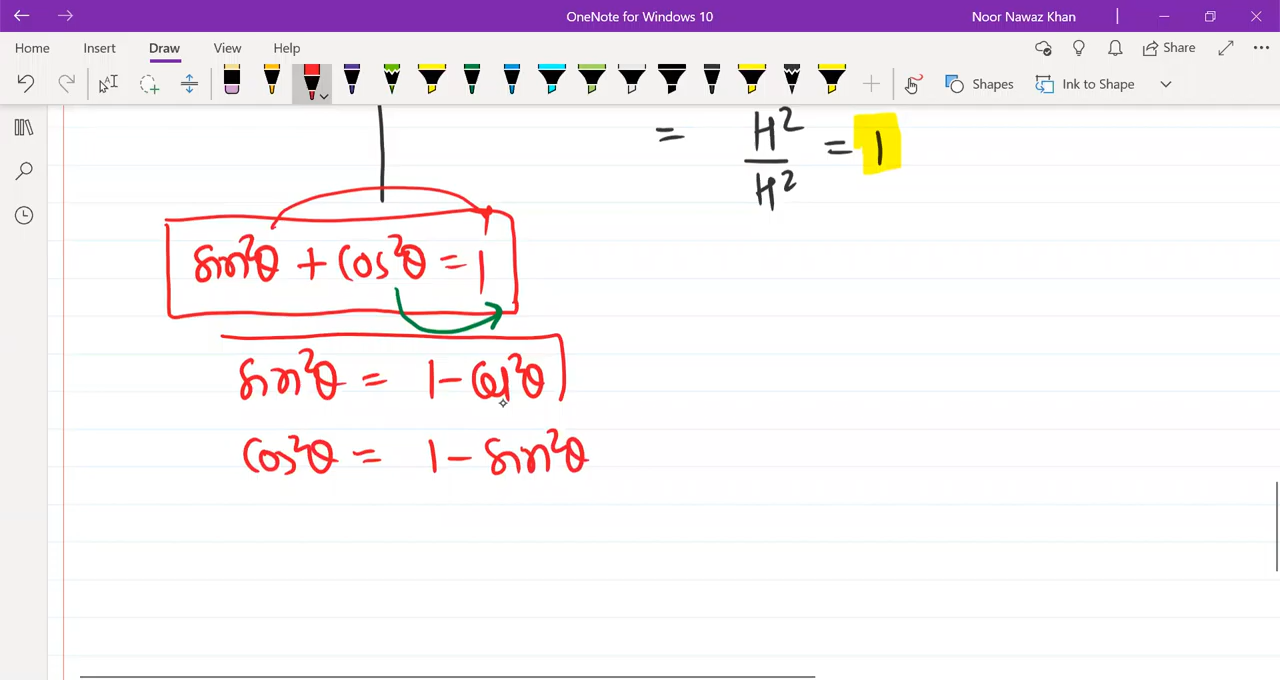 OneNote for Windows 10
Noor Nawaz Khan
Home Insert Draw View Help
Share
Shapes Ink to Shape
= H²/H² = 1
sin²θ + cos²θ = 1
sin²θ = 1 - cos²θ
cos²θ = 1 - sin²θ